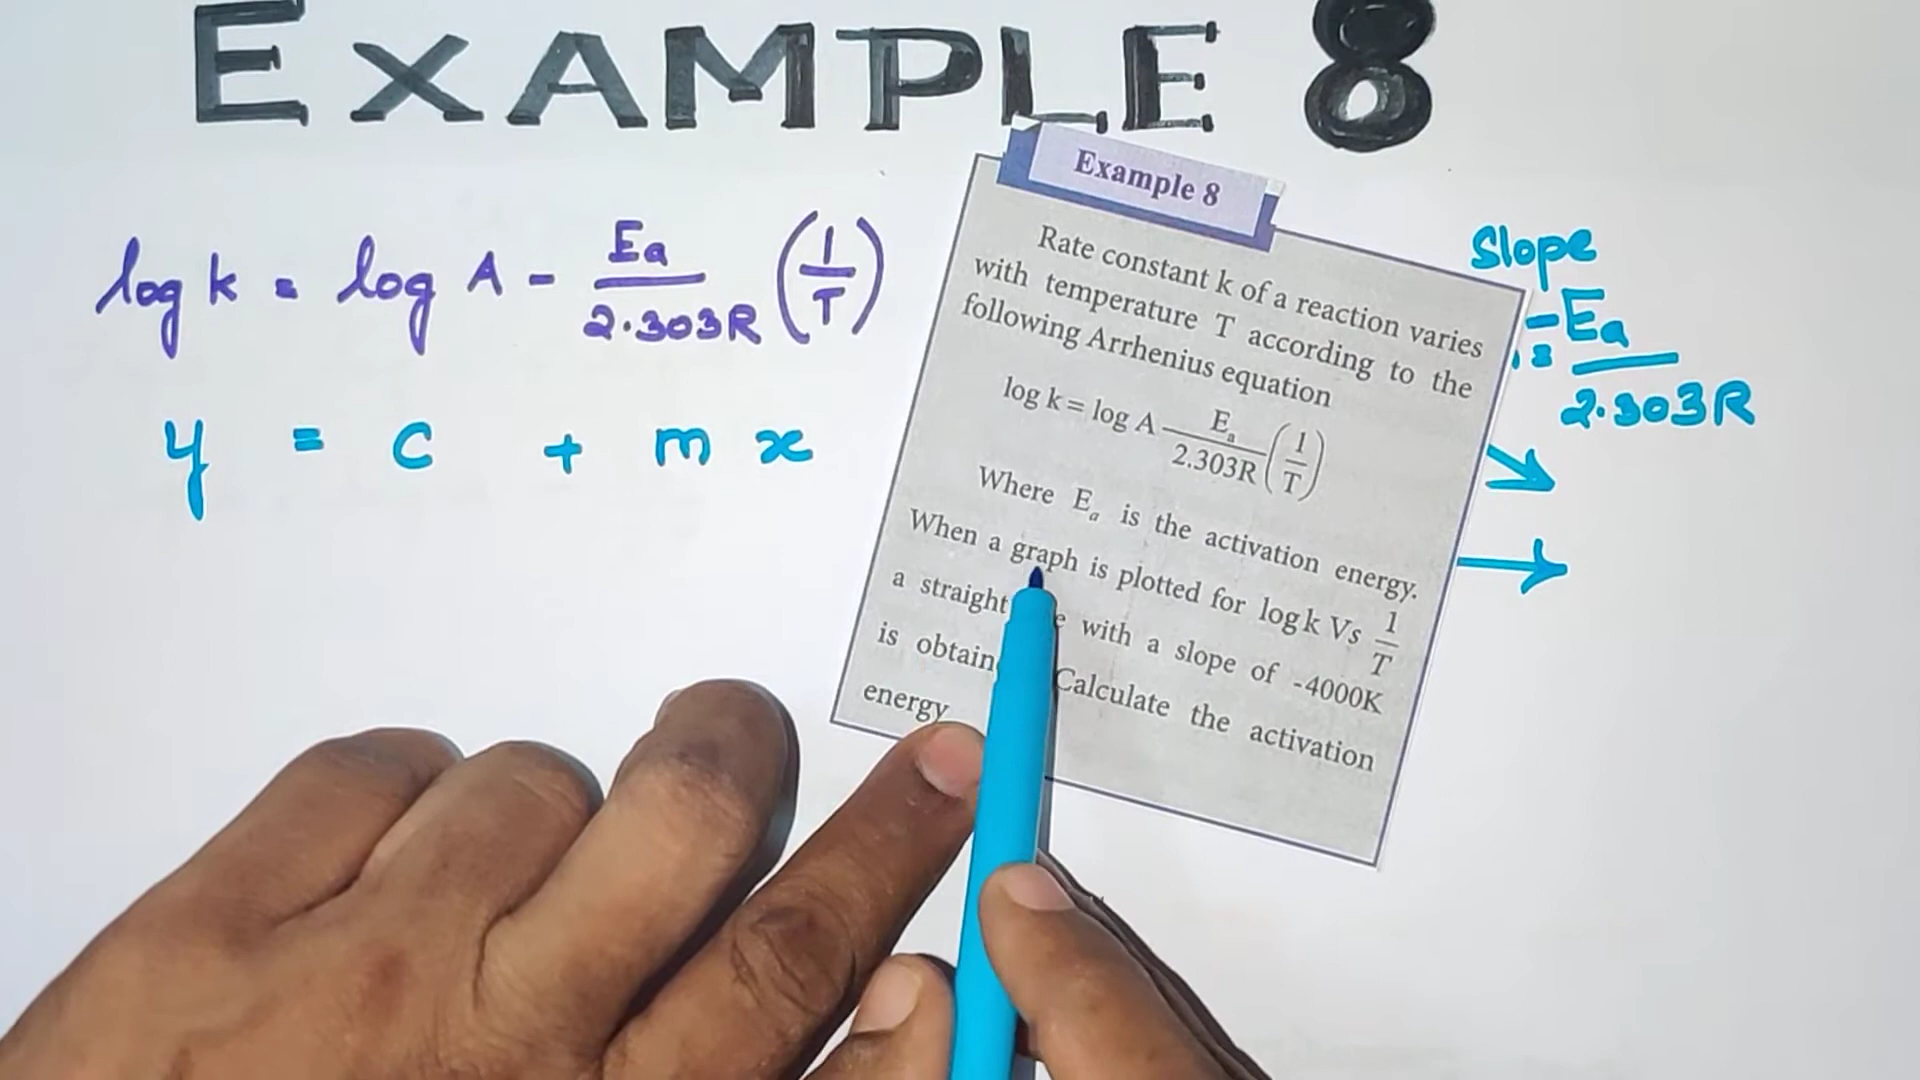 EXAMPLE 8
log k = log A - Ea / 2.303R (1/T)
y = c + m x
Example 8
Rate constant k of a reaction varies
with temperature T according to the
following Arrhenius equation
log k = log A - Ea / 2.303R (1/T)
Where Ea is the activation energy.
When a graph is plotted for log k Vs 1/T
a straight with a slope of -4000K
is Calculate the activation
energy
Slope
= -Ea / 2.303R